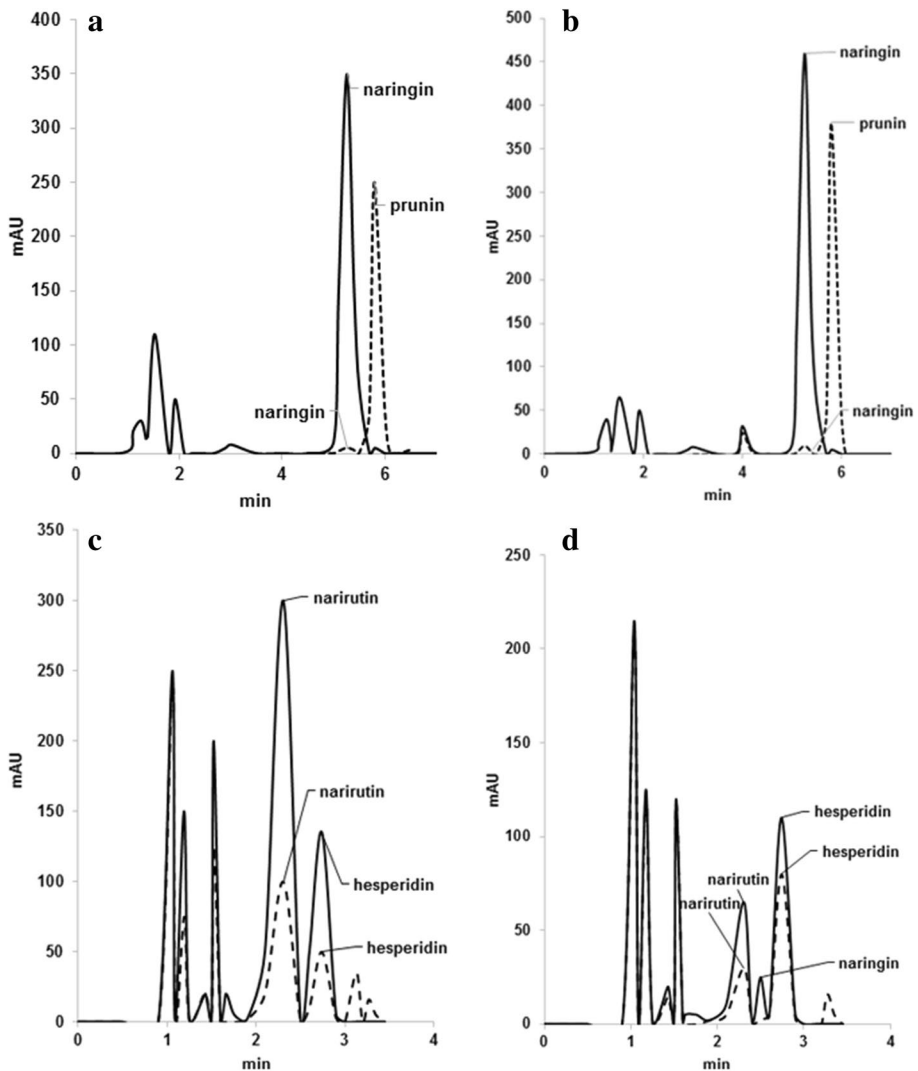 a
400
350
300
250
200
150
100
50
0
mAU
naringin
prunin
naringin
0 2 4 6
min
b
500
450
400
350
300
250
200
150
100
50
0
mAU
naringin
prunin
naringin
0 2 4 6
min
c
350
300
250
200
150
100
50
0
mAU
narirutin
narirutin
hesperidin
hesperidin
0 1 2 3 4
min
d
250
200
150
100
50
0
mAU
hesperidin
hesperidin
narirutin
narirutin
naringin
0 1 2 3 4
min